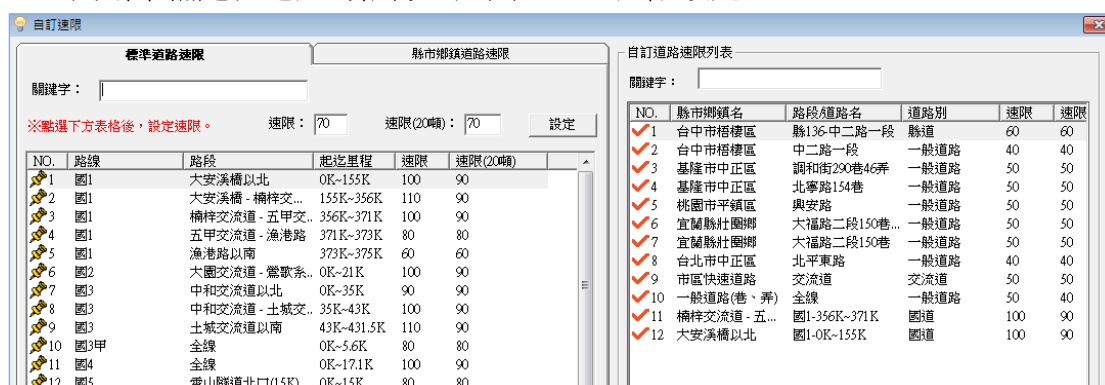 自訂速限
標準道路速限 縣市鄉鎮道路速限
關鍵字：
※點選下方表格後，設定速限。 速限： 70 速限(20噸)： 70 設定
NO. 路線 路段 起迄里程 速限 速限(20噸)
1 國1 大安溪橋以北 0K~155K 100 90
2 國1 大安溪橋 - 楠梓交... 155K~356K 110 90
3 國1 楠梓交流道 - 五甲交.. 356K~371K 100 90
4 國1 五甲交流道 - 漁港路 371K~373K 80 80
5 國1 漁港路以南 373K~375K 60 60
6 國2 大園交流道 - 鶯歌系.. 0K~21K 100 90
7 國3 中和交流道以北 0K~35K 90 90
8 國3 中和交流道 - 土城交.. 35K~43K 100 90
9 國3 土城交流道以南 43K~431.5K 110 90
10 國3甲 全線 0K~5.6K 80 80
11 國4 全線 0K~17.1K 100 90
12 國5 雪山隧道北口(15K) 0K~15K 80 80
自訂道路速限列表
關鍵字：
NO. 縣市鄉鎮名 路段/道路名 道路別 速限 速限
1 台中市梧棲區 縣136-中二路一段 縣道 60 60
2 台中市梧棲區 中二路一段 一般道路 40 40
3 基隆市中正區 調和街290巷46弄 一般道路 50 50
4 基隆市中正區 北寧路154巷 一般道路 50 50
5 桃園市平鎮區 興安路 一般道路 50 50
6 宜蘭縣壯圍鄉 大福路二段150巷... 一般道路 50 50
7 宜蘭縣壯圍鄉 大福路二段150巷 一般道路 50 50
8 台北市中正區 北平東路 一般道路 40 40
9 市區快速道路 交流道 交流道 50 50
10 一般道路(巷、弄) 全線 一般道路 50 40
11 楠梓交流道 - 五... 國1-356K~371K 國道 100 90
12 大安溪橋以北 國1-0K~155K 國道 100 90